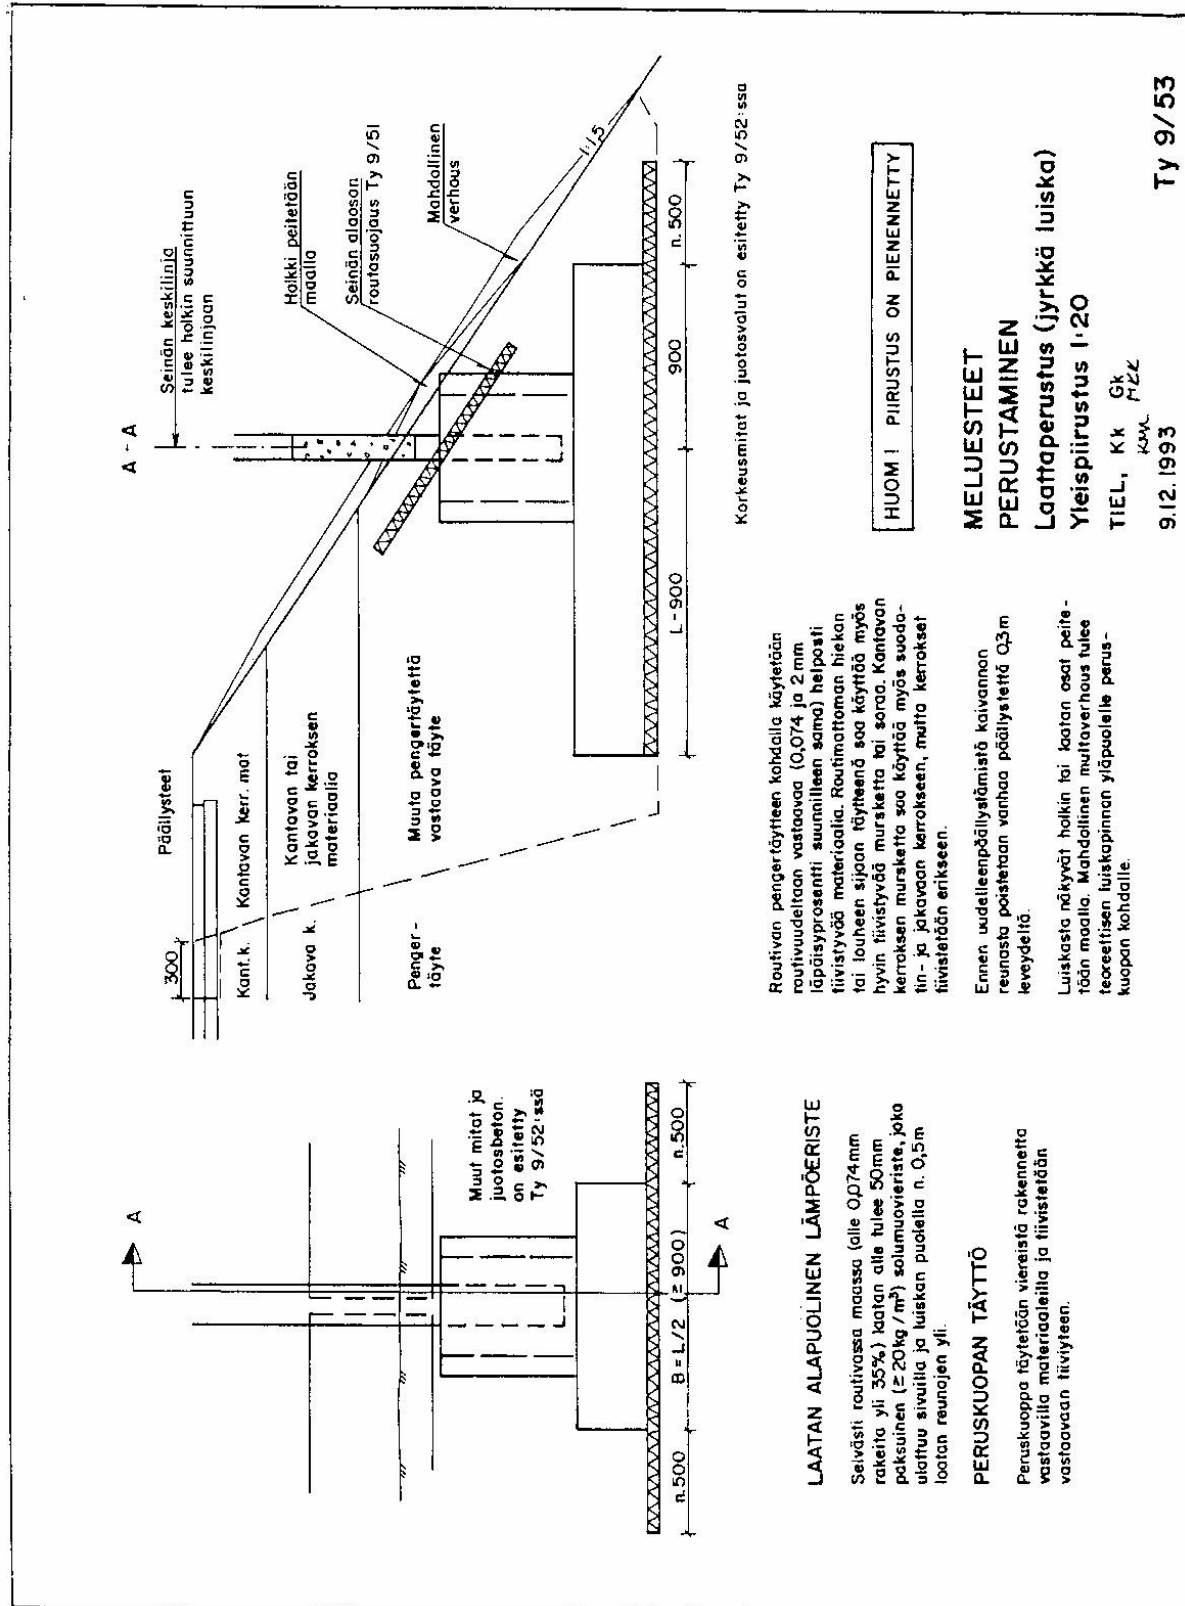 A
Muut mitat ja
juotosbeton.
on esitetty
Ty 9/52:ssä
n.500
B=L/2 (≥900)
n.500
A
LAATAN ALAPUOLINEN LÄMPÖERISTE
Selvästi routivassa maassa (alle 0,074mm
rakeita yli 35%) laatan alle tulee 50mm
paksuinen (≥20kg/m³) solumuovieriste, joka
ulattuu sivuilla ja luiskan puolella n. 0,5m
laatan reunojen yli.
PERUSKUOPAN TÄYTTÖ
Peruskuoppa täytetään viereistä rakennetta
vastaavilla materiaaleilla ja tiivistetään
vastaavaan tiiviyteen.
300
Päällysteet
Kant.k.
Kantavan kerr. mat
Jakava k.
Kantavan tai
jakavan kerroksen
materiaalia
Penger-
täyte
Muuta pengertäytettä
vastaava täyte
A - A
Seinän keskilinja
tulee holkin suunnittuun
keskilinjaan
Holkki peitetään
maalla
Seinän alaosan
routasuojaus Ty 9/51
Mahdollinen
verhous
1:1,5
L-900
900
n.500
Korkeusmitat ja juotosvalut on esitetty Ty 9/52:ssa
Routivan pengertäytteen kohdalla käytetään
routivuudeltaan vastaavaa (0,074 ja 2mm
läpäisyprosentti suunnilleen sama) helposti
tiivistyvää materiaalia. Routimattoman hiekan
tai louheen sijaan täytteenä saa käyttää myös
hyvin tiivistyvää mursketta tai soraa. Kantavan
kerroksen mursketta saa käyttää myös suoda-
tin- ja jakavaan kerrokseen, mutta kerrokset
tiivistetään erikseen.
Ennen uudelleenpäällystämistä kaivannon
reunasta poistetaan vanhaa päällystettä 0,3m
leveydeltä.
Luiskasta näkyvät holkin tai laatan osat peite-
tään maalla. Mahdollinen multaverhous tulee
teoreettisen luiskapinnan yläpuolelle perus-
kuopan kohdalle.
HUOM! PIIRUSTUS ON PIENENNETTY
MELUESTEET
PERUSTAMINEN
Laattaperustus (jyrkkä luiska)
Yleispiirustus 1:20
TIEL, Kk Gk
9.12.1993
Ty 9/53